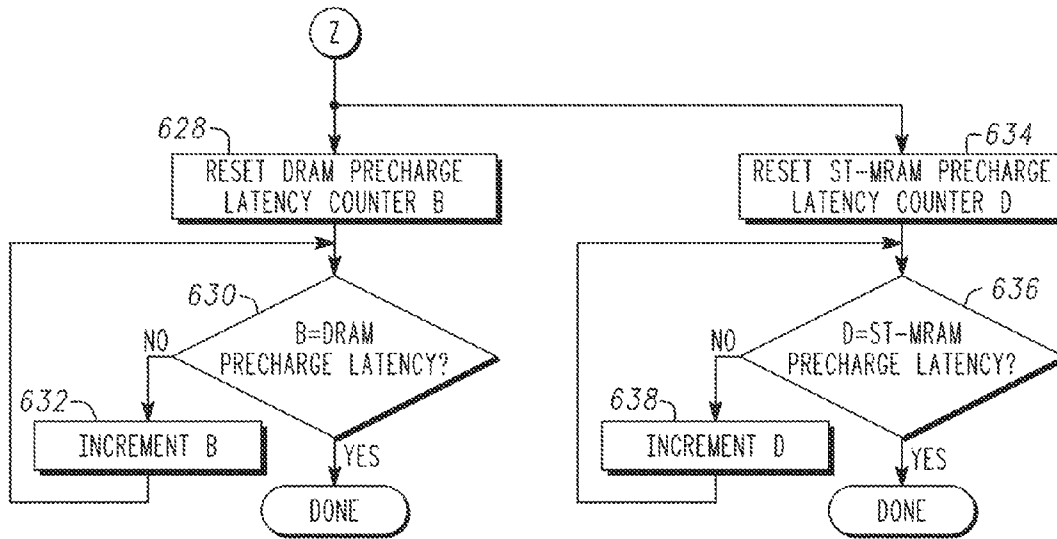 Z
628
RESET DRAM PRECHARGE
LATENCY COUNTER B
630
B=DRAM
PRECHARGE LATENCY?
NO
632
INCREMENT B
YES
DONE
634
RESET ST-MRAM PRECHARGE
LATENCY COUNTER D
636
D=ST-MRAM
PRECHARGE LATENCY?
NO
638
INCREMENT D
YES
DONE